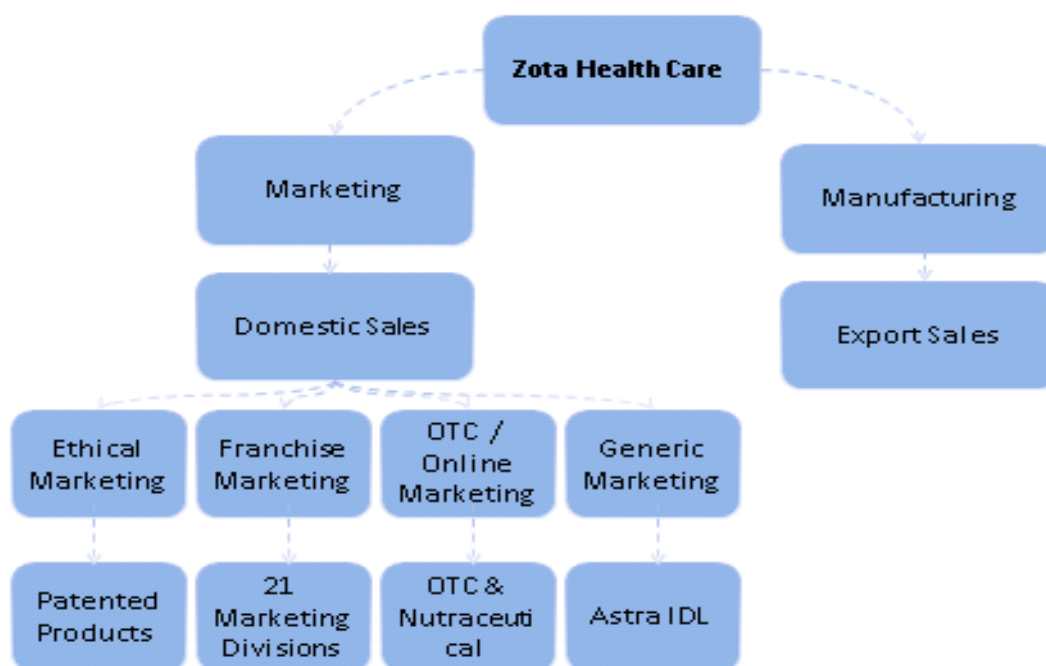 Zota Health Care
Marketing
Manufacturing
Domestic Sales
Export Sales
Ethical
Marketing
Franchise
Marketing
OTC /
Online
Marketing
Generic
Marketing
Patented
Products
21
Marketing
Divisions
OTC &
Nutraceuti
cal
Astra IDL